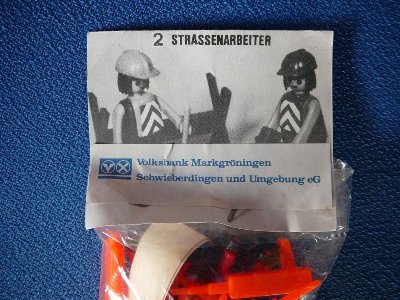 2 STRASSENARBEITER
Volksbank Markgröningen
Schwieberdingen und Umgebung eG